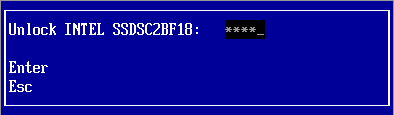 Unlock INTEL SSDSC2BF18: ****_
Enter
Esc